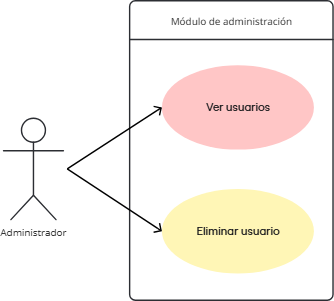 Módulo de administración
Ver usuarios
Eliminar usuario
Administrador